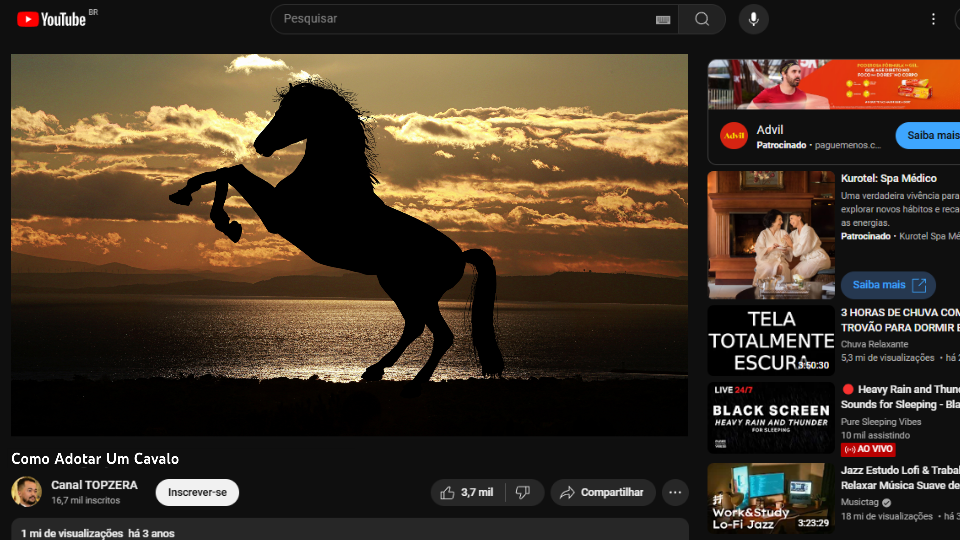 YouTube BR
Pesquisar
Advil
Advil
Saiba mais
Patrocinado • paguemenos.c...
Kurotel: Spa Médico
Uma verdadeira vivência para
explorar novos hábitos e reca
as energias.
Patrocinado • Kurotel Spa Mé
Saiba mais
TELA
TOTALMENTE
ESCURA
3:50:30
3 HORAS DE CHUVA COM
TROVÃO PARA DORMIR E
Chuva Relaxante
5,3 mi de visualizações • há 2
LIVE 24/7
BLACK SCREEN
HEAVY RAIN AND THUNDER
FOR SLEEPING
Heavy Rain and Thund
Sounds for Sleeping - Bla
Pure Sleeping Vibes
10 mil assistindo
AO VIVO
Work&Study
Lo-Fi Jazz
3:23:29
Jazz Estudo Lofi & Trabal
Relaxar Música Suave de
Musictag
18 mi de visualizações • há 3
Como Adotar Um Cavalo
Canal TOPZERA
16,7 mil inscritos
Inscrever-se
3,7 mil
Compartilhar
1 mi de visualizações há 3 anos